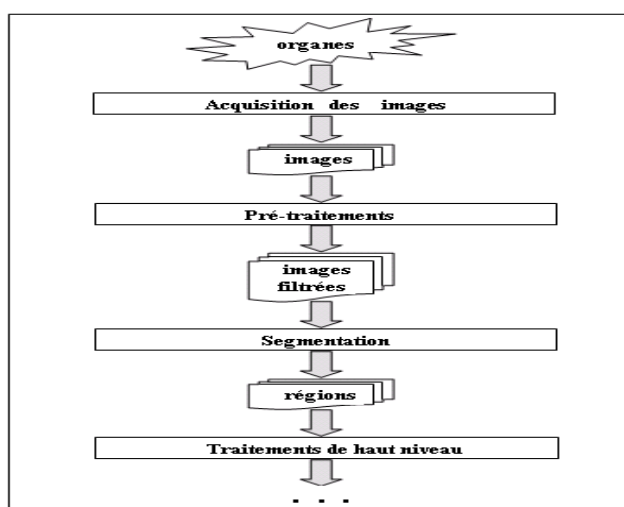 organes
Acquisition des images
images
Pré-traitements
images
filtrées
Segmentation
régions
Traitements de haut niveau
. . .